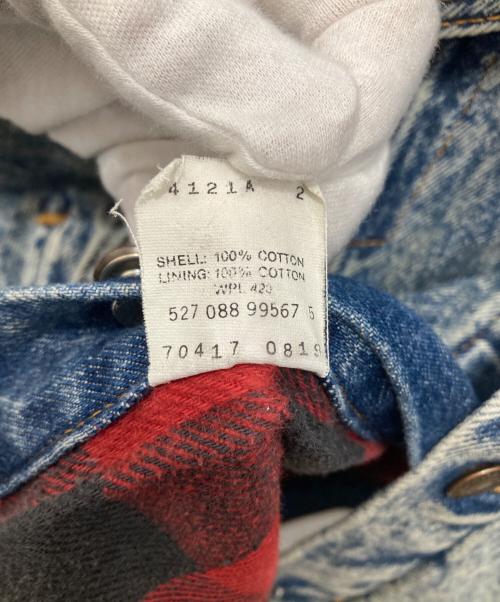 4121A 2
SHELL: 100% COTTON
LINING: 100% COTTON
WPL 423
527 088 99567 5
70417 0819